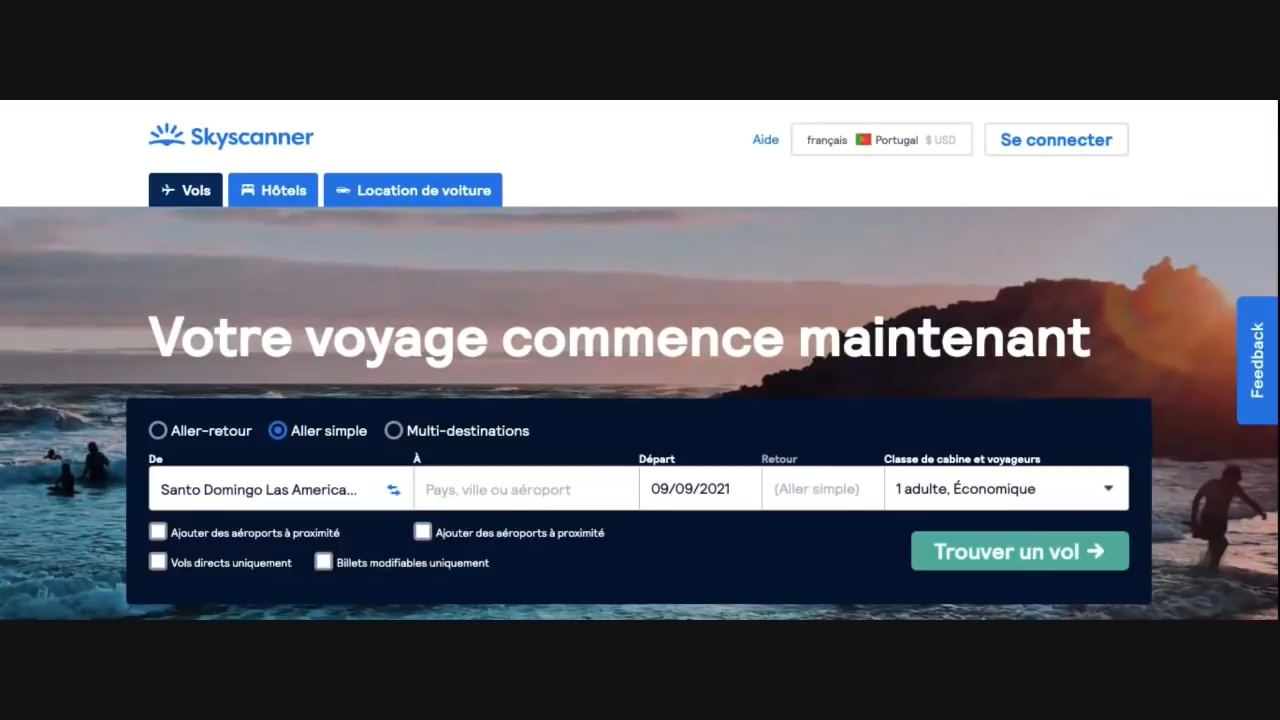 Skyscanner
Aide
français Portugal $ USD
Se connecter
Vols
Hôtels
Location de voiture
Votre voyage commence maintenant
Feedback
Aller-retour
Aller simple
Multi-destinations
De
À
Départ
Retour
Classe de cabine et voyageurs
Santo Domingo Las America...
Pays, ville ou aéroport
09/09/2021
(Aller simple)
1 adulte, Économique
Ajouter des aéroports à proximité
Ajouter des aéroports à proximité
Vols directs uniquement
Billets modifiables uniquement
Trouver un vol →